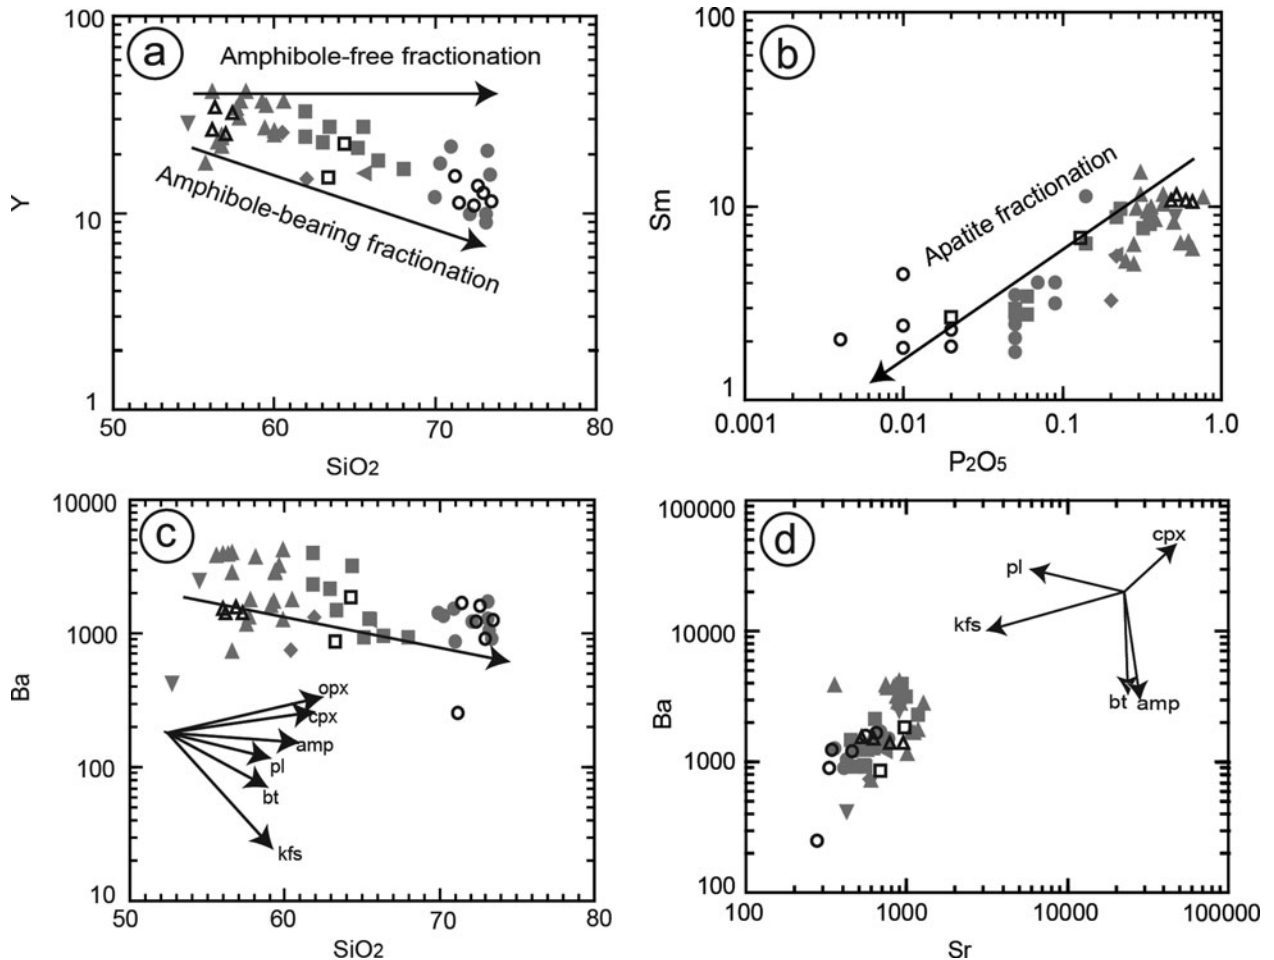 a
Amphibole-free fractionation
Amphibole-bearing fractionation
100
10
1
Y
50
60
70
80
SiO2
b
Apatite fractionation
100
10
1
Sm
0.001
0.01
0.1
1.0
P2O5
c
10000
1000
100
10
Ba
opx
cpx
amp
pl
bt
kfs
50
60
70
80
SiO2
d
100000
10000
1000
100
Ba
cpx
pl
kfs
bt
amp
100
1000
10000
100000
Sr